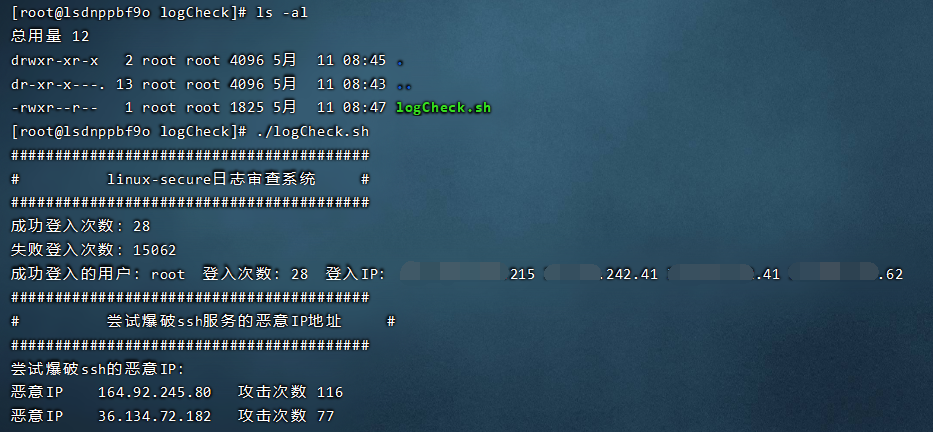 [root@lsdnppbf9o logCheck]# ls -al
总用量 12
drwxr-xr-x   2 root root 4096 5月  11 08:45 .
dr-xr-x---. 13 root root 4096 5月  11 08:43 ..
-rwxr--r--   1 root root 1825 5月  11 08:47 logCheck.sh
[root@lsdnppbf9o logCheck]# ./logCheck.sh
#########################################
#          linux-secure日志审查系统     #
#########################################
成功登入次数: 28
失败登入次数: 15062
成功登入的用户: root  登入次数: 28  登入IP: .215 .242.41 .41 .62
#########################################
#          尝试爆破ssh服务的恶意IP地址     #
#########################################
尝试爆破ssh的恶意IP:
恶意IP    164.92.245.80   攻击次数 116
恶意IP    36.134.72.182   攻击次数 77